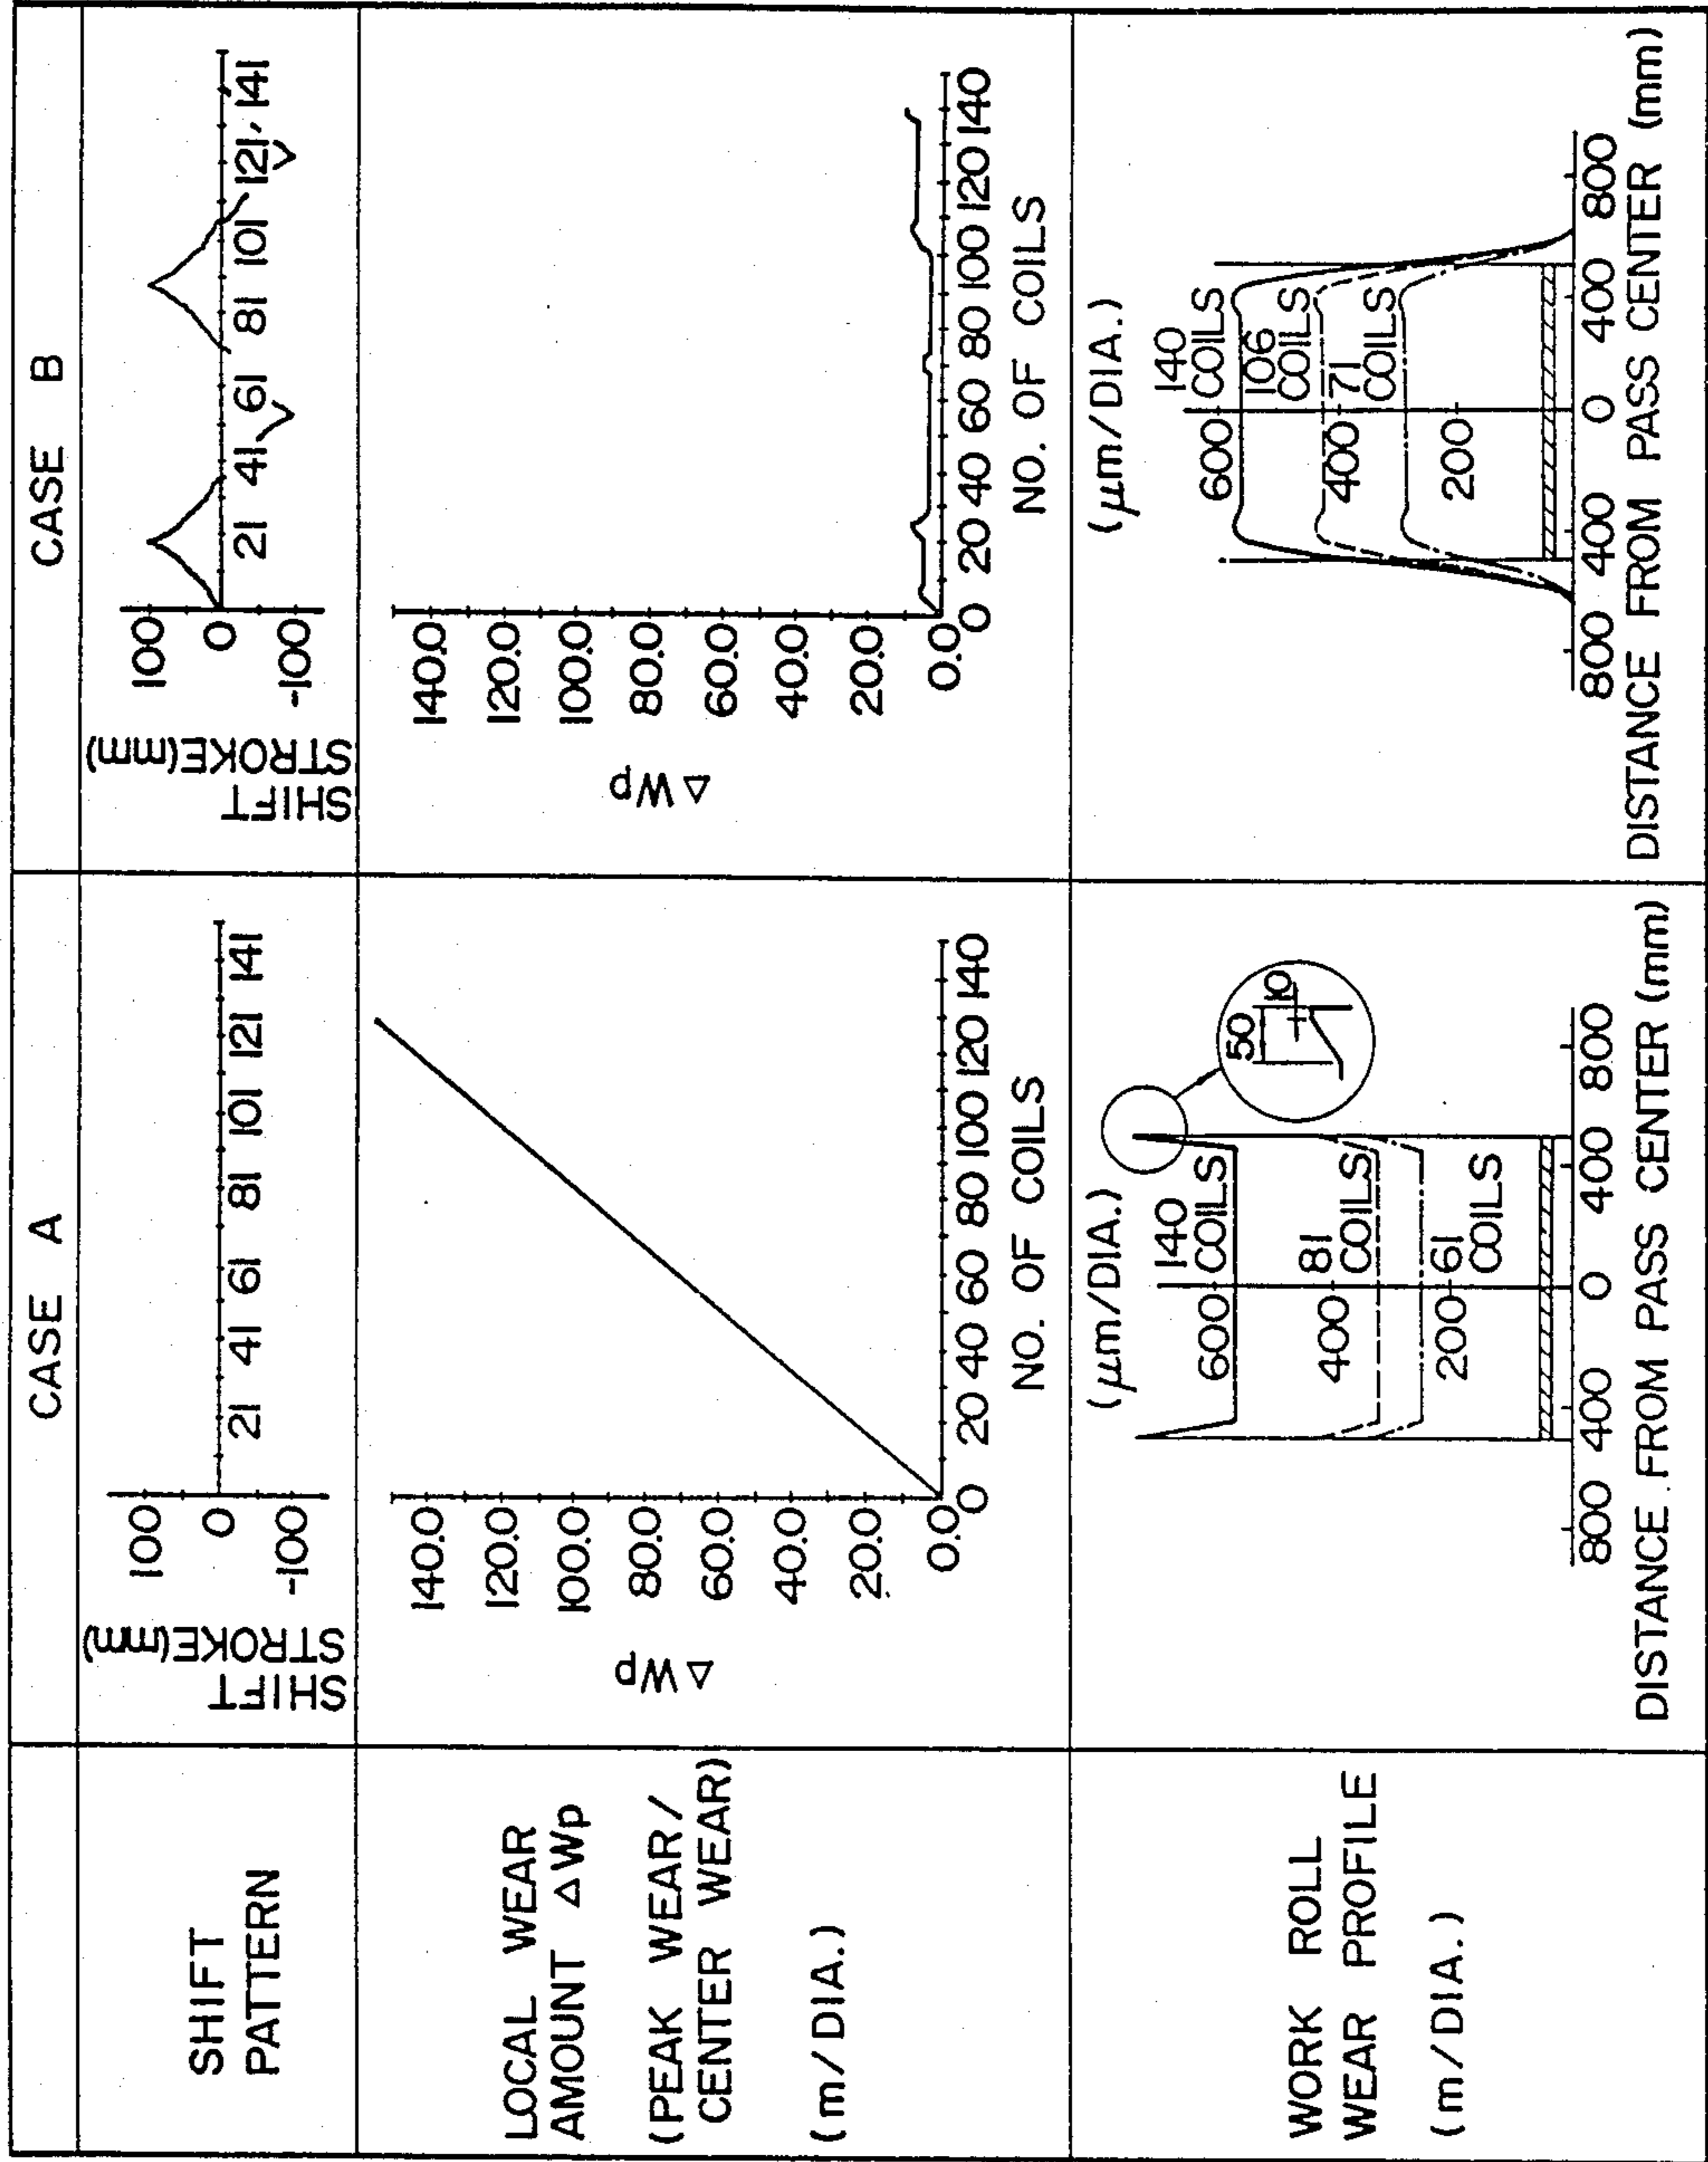 CASE A
CASE B
SHIFT
PATTERN
SHIFT
STROKE(mm)
100
0
-100
21 41 61 81 101 121 141
SHIFT
STROKE(mm)
100
0
-100
21 41 61 81 101 121 141
LOCAL WEAR
AMOUNT △Wp
(PEAK WEAR/
CENTER WEAR)
(m/DIA.)
△Wp
140.0
120.0
100.0
80.0
60.0
40.0
20.0
0.0
0 20 40 60 80 100 120 140
NO. OF COILS
△Wp
140.0
120.0
100.0
80.0
60.0
40.0
20.0
0.0
0 20 40 60 80 100 120 140
NO. OF COILS
WORK ROLL
WEAR PROFILE
(m/DIA.)
(μm/DIA.)
50
10
600
140
COILS
400
81
COILS
200
61
COILS
800 400 0 400 800
DISTANCE FROM PASS CENTER (mm)
(μm/DIA.)
600
140
COILS
106
COILS
400
71
COILS
200
800 400 0 400 800
DISTANCE FROM PASS CENTER (mm)